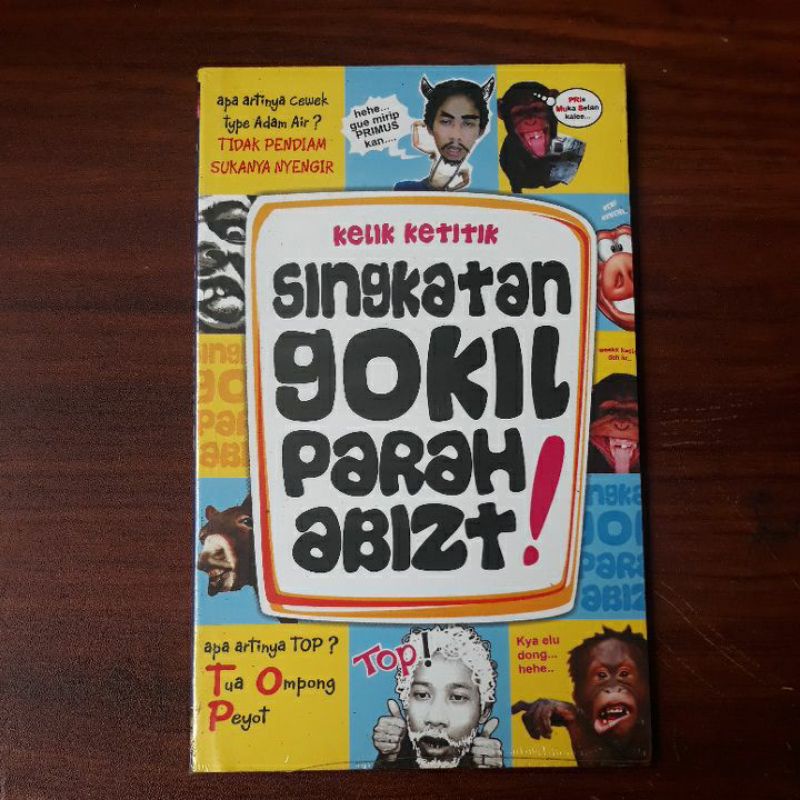 apa artinya cewek
type Adam Air ?
TIDAK PENDIAM
SUKANYA NYENGIR
hehe...
gue mirip
PRIMUS
kan....
PRIe
Muka Setan
kalee...
KELIK KETITIK
SINGKATAN
GOKIL
PARAH
ABIZT!
apa artinya TOP ?
Tua Ompong
Peyot
Top!
Kya elu
dong...
hehe..